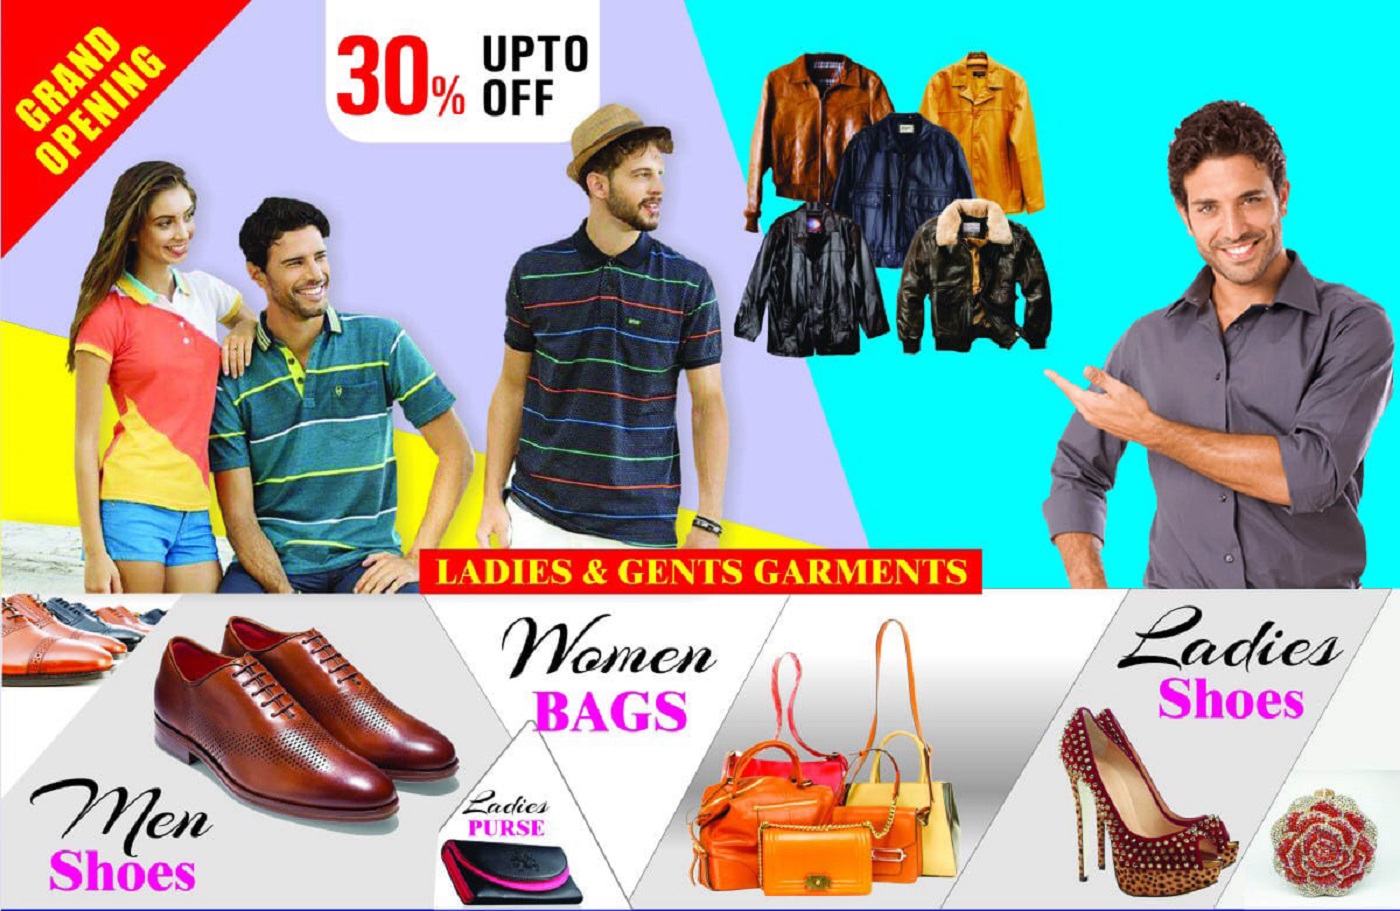 GRAND
OPENING
30% UPTO
OFF
LADIES & GENTS GARMENTS
Women
BAGS
Ladies
Shoes
Men
Shoes
Ladies
PURSE